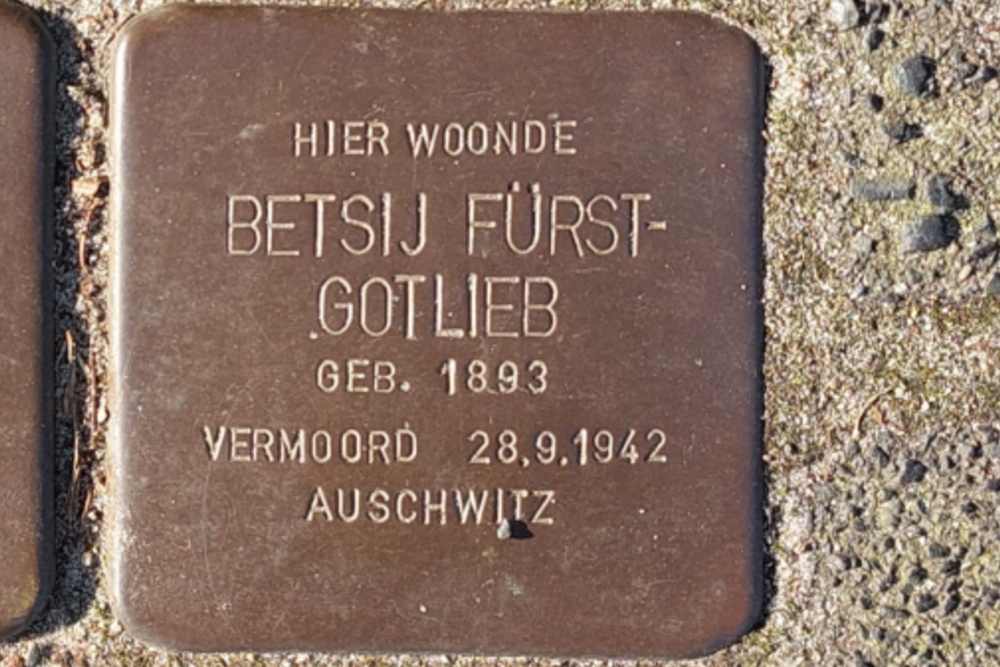 HIER WOONDE
BETSIJ FÜRST-
GOTLIEB
GEB. 1893
VERMOORD 28.9.1942
AUSCHWITZ